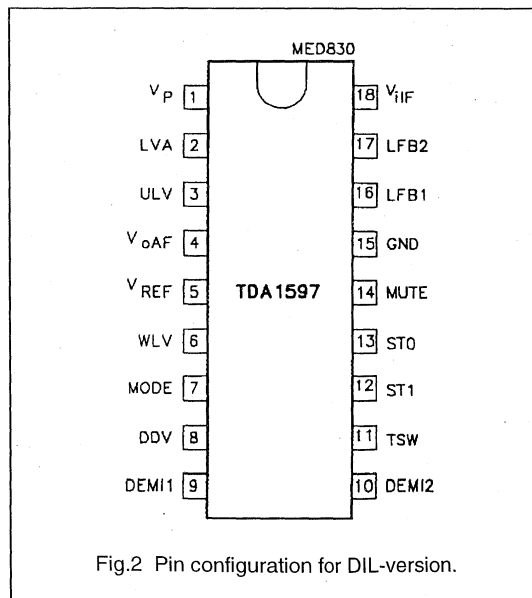 MED830
VP 1 18 ViIF
LVA 2 17 LFB2
ULV 3 16 LFB1
VoAF 4 15 GND
VREF 5 TDA1597 14 MUTE
WLV 6 13 ST0
MODE 7 12 ST1
DDV 8 11 TSW
DEMI1 9 10 DEMI2
Fig.2 Pin configuration for DIL-version.